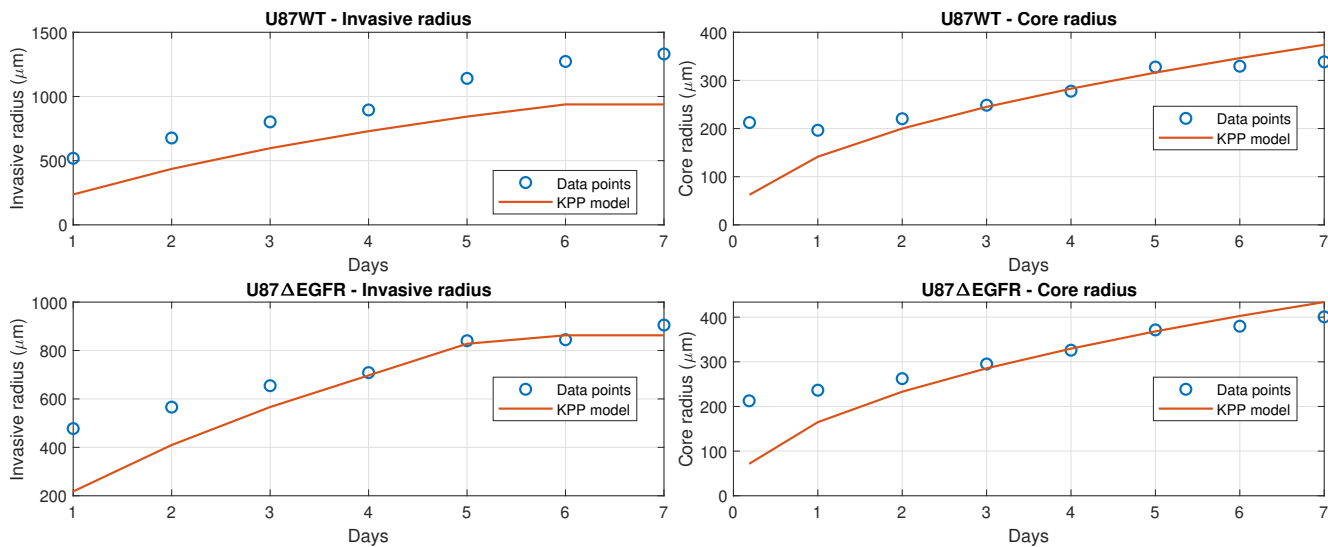 U87WT - Invasive radius
1500
1000
500
0
Invasive radius (μm)
1 2 3 4 5 6 7
Days
Data points
KPP model
U87WT - Core radius
400
300
200
100
0
Core radius (μm)
0 1 2 3 4 5 6 7
Days
Data points
KPP model
U87ΔEGFR - Invasive radius
1000
800
600
400
200
Invasive radius (μm)
1 2 3 4 5 6 7
Days
Data points
KPP model
U87ΔEGFR - Core radius
400
300
200
100
0
Core radius (μm)
0 1 2 3 4 5 6 7
Days
Data points
KPP model